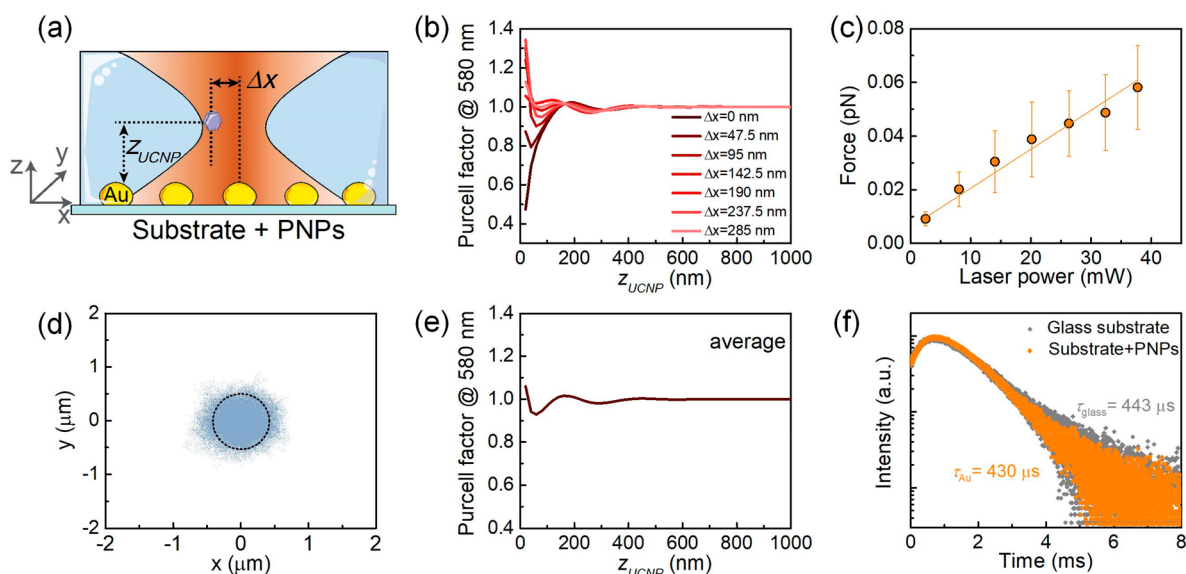 (a)
Δx
z_UCNP
Au
z
y
x
Substrate + PNPs
(b)
Purcell factor @ 580 nm
1.4
1.2
1.0
0.8
0.6
0.4
Δx=0 nm
Δx=47.5 nm
Δx=95 nm
Δx=142.5 nm
Δx=190 nm
Δx=237.5 nm
Δx=285 nm
0 200 400 600 800 1000
z_UCNP (nm)
(c)
Force (pN)
0.08
0.06
0.04
0.02
0.00
0 10 20 30 40
Laser power (mW)
(d)
y (μm)
2
1
0
-1
-2
-2 -1 0 1 2
x (μm)
(e)
Purcell factor @ 580 nm
1.4
1.2
1.0
0.8
0.6
0.4
average
0 200 400 600 800 1000
z_UCNP (nm)
(f)
Intensity (a.u.)
Glass substrate
Substrate+PNPs
τ_glass = 443 μs
τ_Au = 430 μs
0 2 4 6 8
Time (ms)